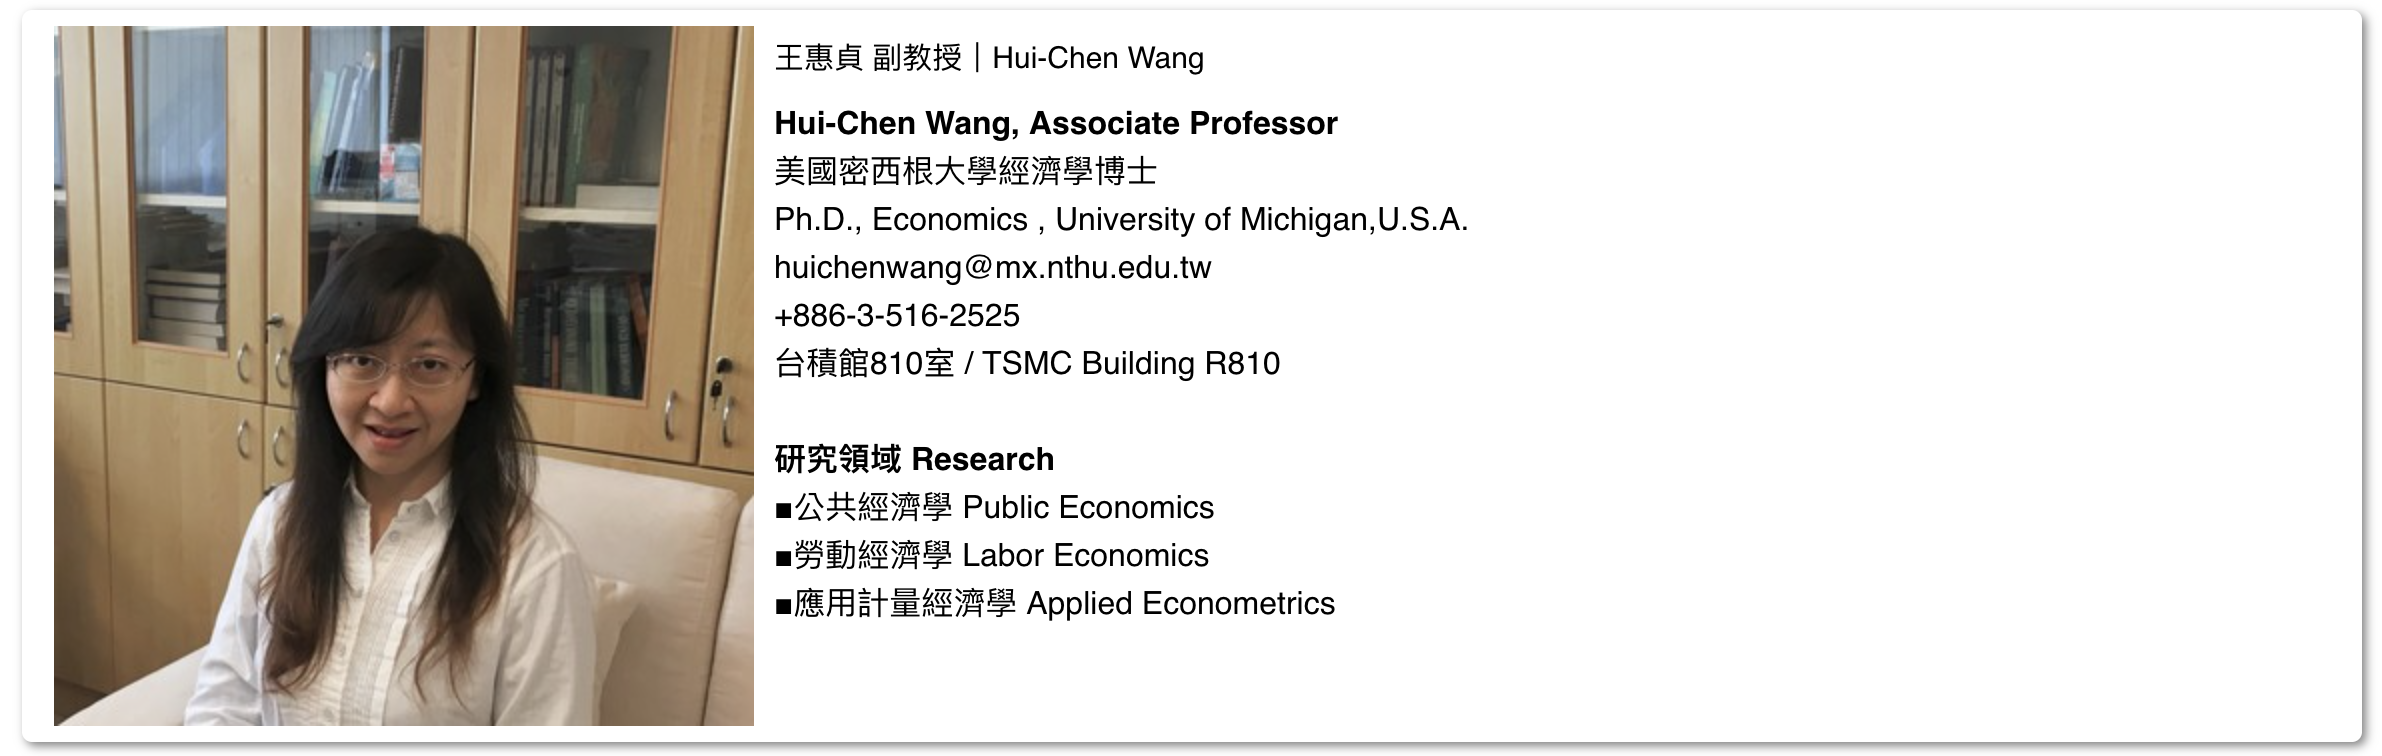 王惠貞 副教授｜Hui-Chen Wang
Hui-Chen Wang, Associate Professor
美國密西根大學經濟學博士
Ph.D., Economics , University of Michigan,U.S.A.
huichenwang@mx.nthu.edu.tw
+886-3-516-2525
台積館810室 / TSMC Building R810
研究領域 Research
■公共經濟學 Public Economics
■勞動經濟學 Labor Economics
■應用計量經濟學 Applied Econometrics